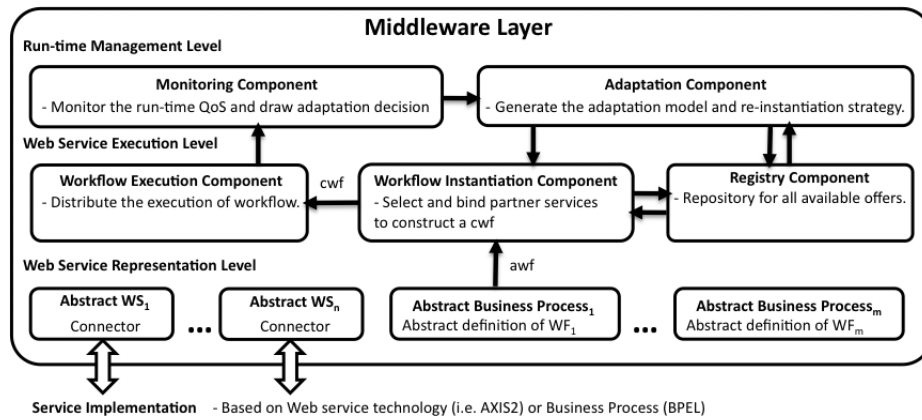 Middleware Layer
Run-time Management Level
Monitoring Component
- Monitor the run-time QoS and draw adaptation decision
Adaptation Component
- Generate the adaptation model and re-instantiation strategy.
Web Service Execution Level
Workflow Execution Component
- Distribute the execution of workflow.
cwf
Workflow Instantiation Component
- Select and bind partner services
to construct a cwf
Registry Component
- Repository for all available offers.
awf
Web Service Representation Level
Abstract WS1
Connector
...
Abstract WSn
Connector
Abstract Business Process1
Abstract definition of WF1
...
Abstract Business Processm
Abstract definition of WFm
Service Implementation - Based on Web service technology (i.e. AXIS2) or Business Process (BPEL)